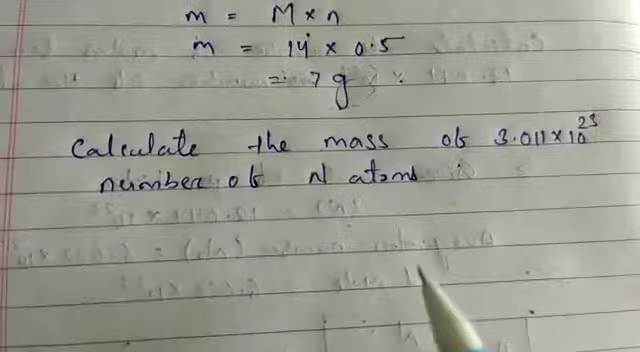 m = M × n
m = 14 × 0.5
= 7 g
Calculate the mass of 3.011 × 10²³
number of N atoms